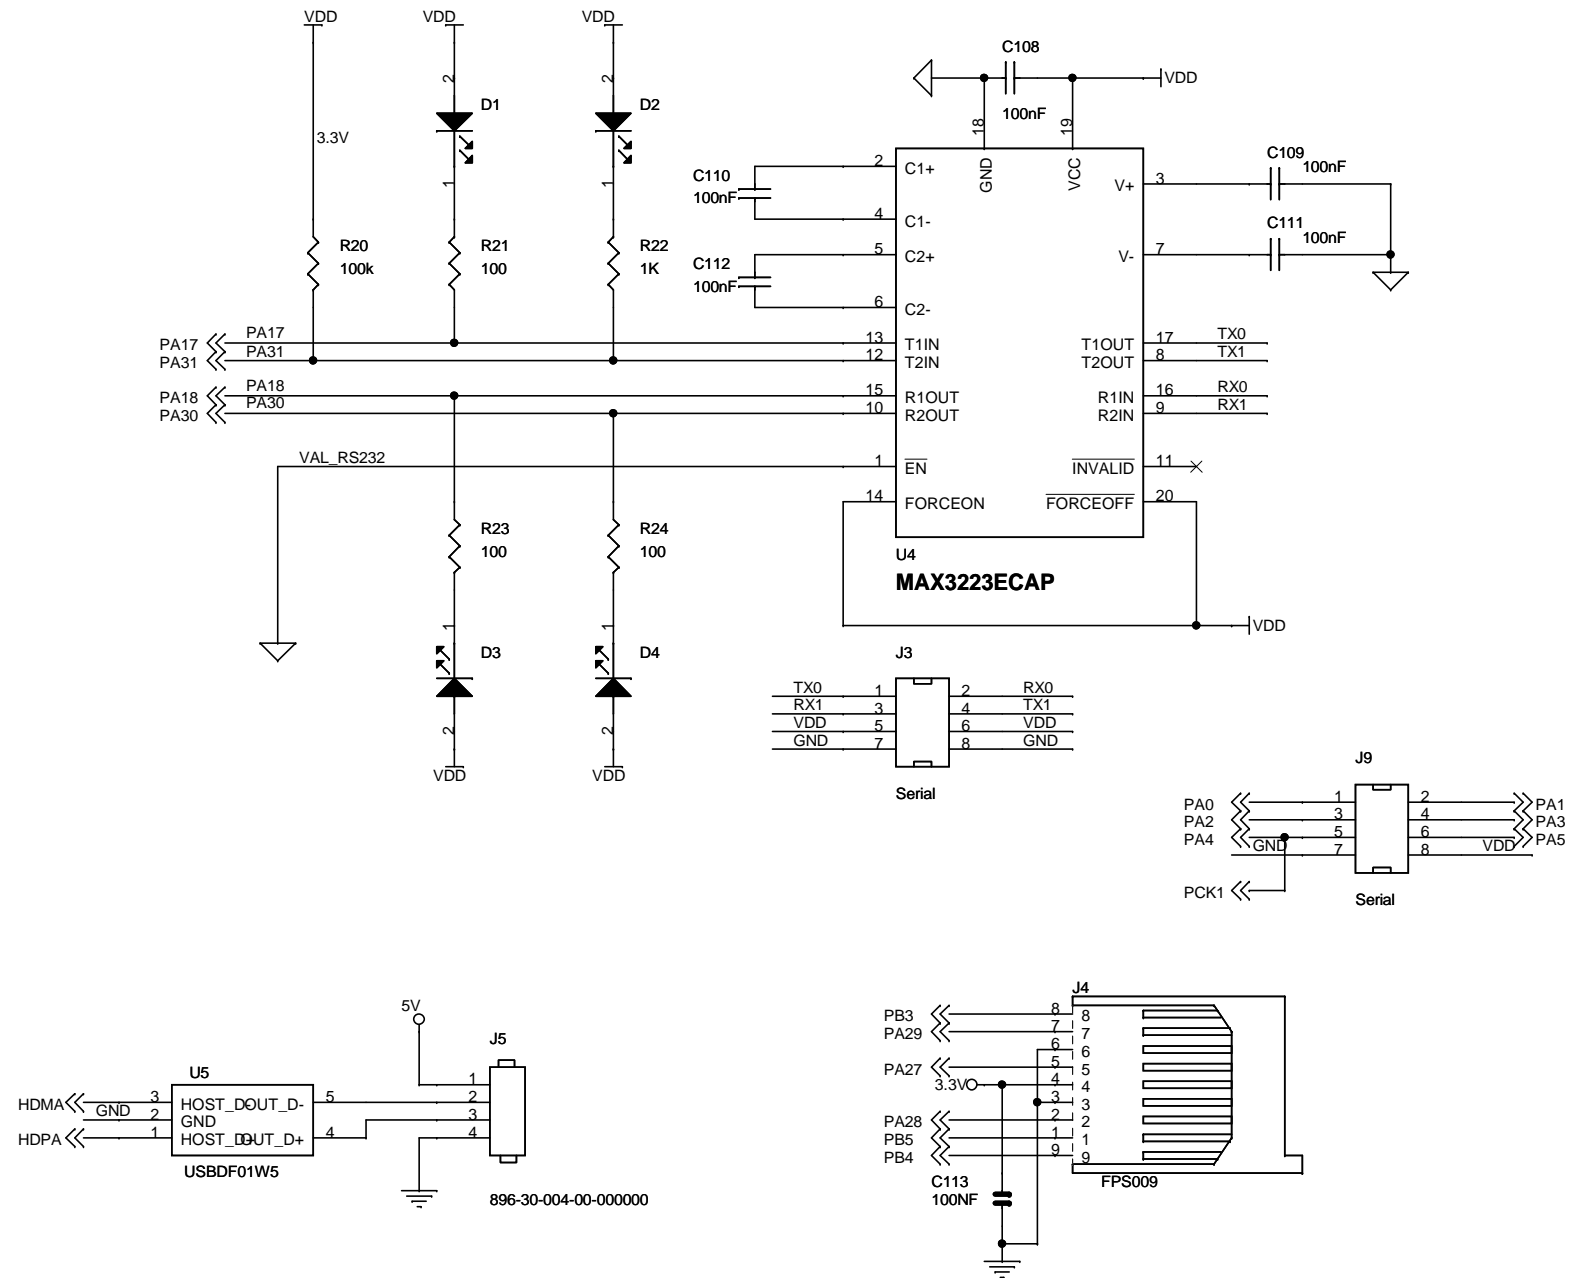 VDD VDD VDD
C108
VDD
2 2
D1 D2
100nF
3.3V
18 19
1 1
C110
100nF
2 C1+
GND VCC
V+ 3
C109
100nF
4 C1-
R20
100k
R21
100
R22
1K
C112
100nF
5 C2+
V- 7
C111
100nF
6 C2-
PA17 PA17 13 T1IN T1OUT 17 TX0
PA31 PA31 12 T2IN T2OUT 8 TX1
PA18 PA18 15 R1OUT R1IN 16 RX0
PA30 PA30 10 R2OUT R2IN 9 RX1
VAL_RS232 1 EN INVALID 11
14 FORCEON FORCEOFF 20
R23
100
R24
100
U4
MAX3223ECAP
VDD
1 1
D3 D4
2 2
VDD VDD
J3
TX0 1 2 RX0
RX1 3 4 TX1
VDD 5 6 VDD
GND 7 8 GND
Serial
J9
PA0 1 2 PA1
PA2 3 4 PA3
PA4 5 6 PA5
GND 7 8 VDD
PCK1
Serial
5V
J5
U5
HDMA 3 HOST_D- OUT_D- 5
GND 2 GND
HDPA 1 HOST_D+ OUT_D+ 4
USBDF01W5
1
2
3
4
896-30-004-00-000000
J4
PB3 8 8
PA29 7 7
6 6
PA27 5 5
3.3V 4 4
3 3
PA28 2 2
PB5 1 1
PB4 9 9
C113
100NF
FPS009